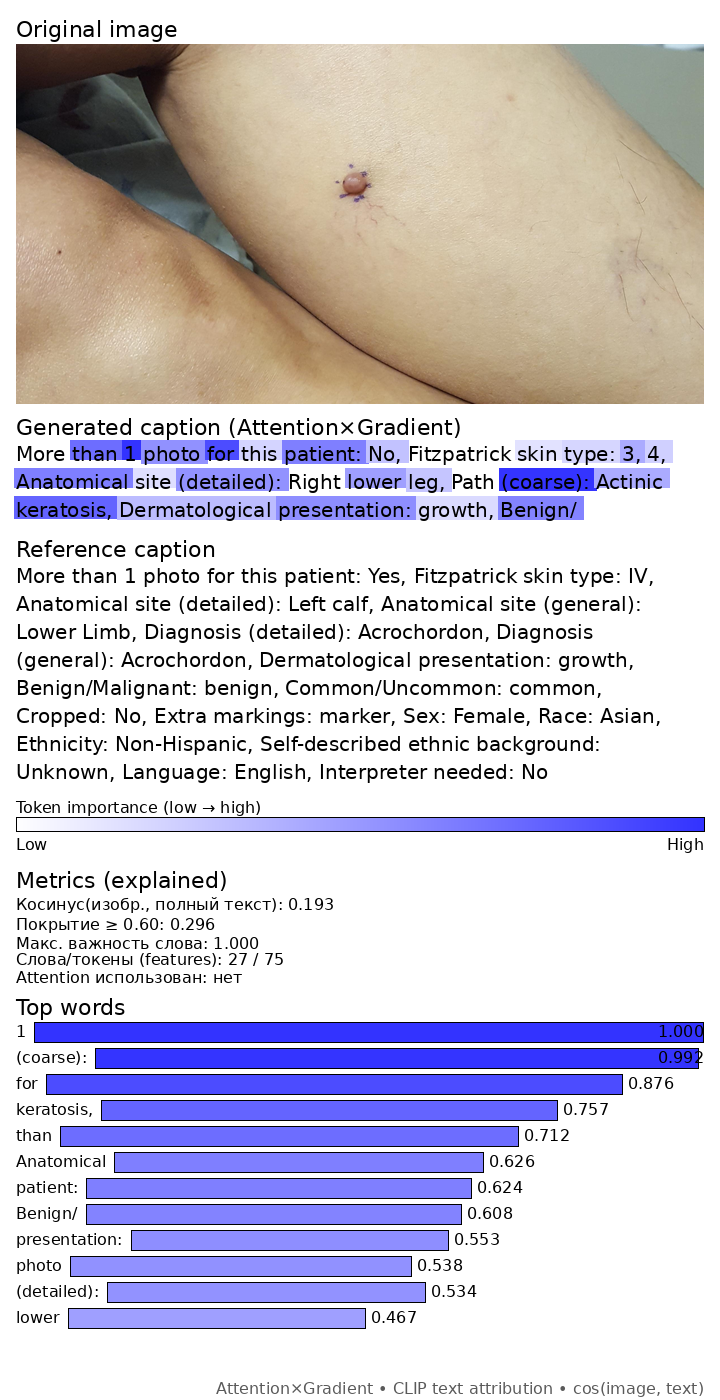 Original image
Generated caption (Attention×Gradient)
More than 1 photo for this patient: No, Fitzpatrick skin type: 3, 4,
Anatomical site (detailed): Right lower leg, Path (coarse): Actinic
keratosis, Dermatological presentation: growth, Benign/
Reference caption
More than 1 photo for this patient: Yes, Fitzpatrick skin type: IV,
Anatomical site (detailed): Left calf, Anatomical site (general):
Lower Limb, Diagnosis (detailed): Acrochordon, Diagnosis
(general): Acrochordon, Dermatological presentation: growth,
Benign/Malignant: benign, Common/Uncommon: common,
Cropped: No, Extra markings: marker, Sex: Female, Race: Asian,
Ethnicity: Non-Hispanic, Self-described ethnic background:
Unknown, Language: English, Interpreter needed: No
Token importance (low → high)
Low High
Metrics (explained)
Косинус(изобр., полный текст): 0.193
Покрытие ≥ 0.60: 0.296
Макс. важность слова: 1.000
Слова/токены (features): 27 / 75
Attention использован: нет
Top words
1 1.000
(coarse): 0.992
for 0.876
keratosis, 0.757
than 0.712
Anatomical 0.626
patient: 0.624
Benign/ 0.608
presentation: 0.553
photo 0.538
(detailed): 0.534
lower 0.467
Attention×Gradient • CLIP text attribution • cos(image, text)